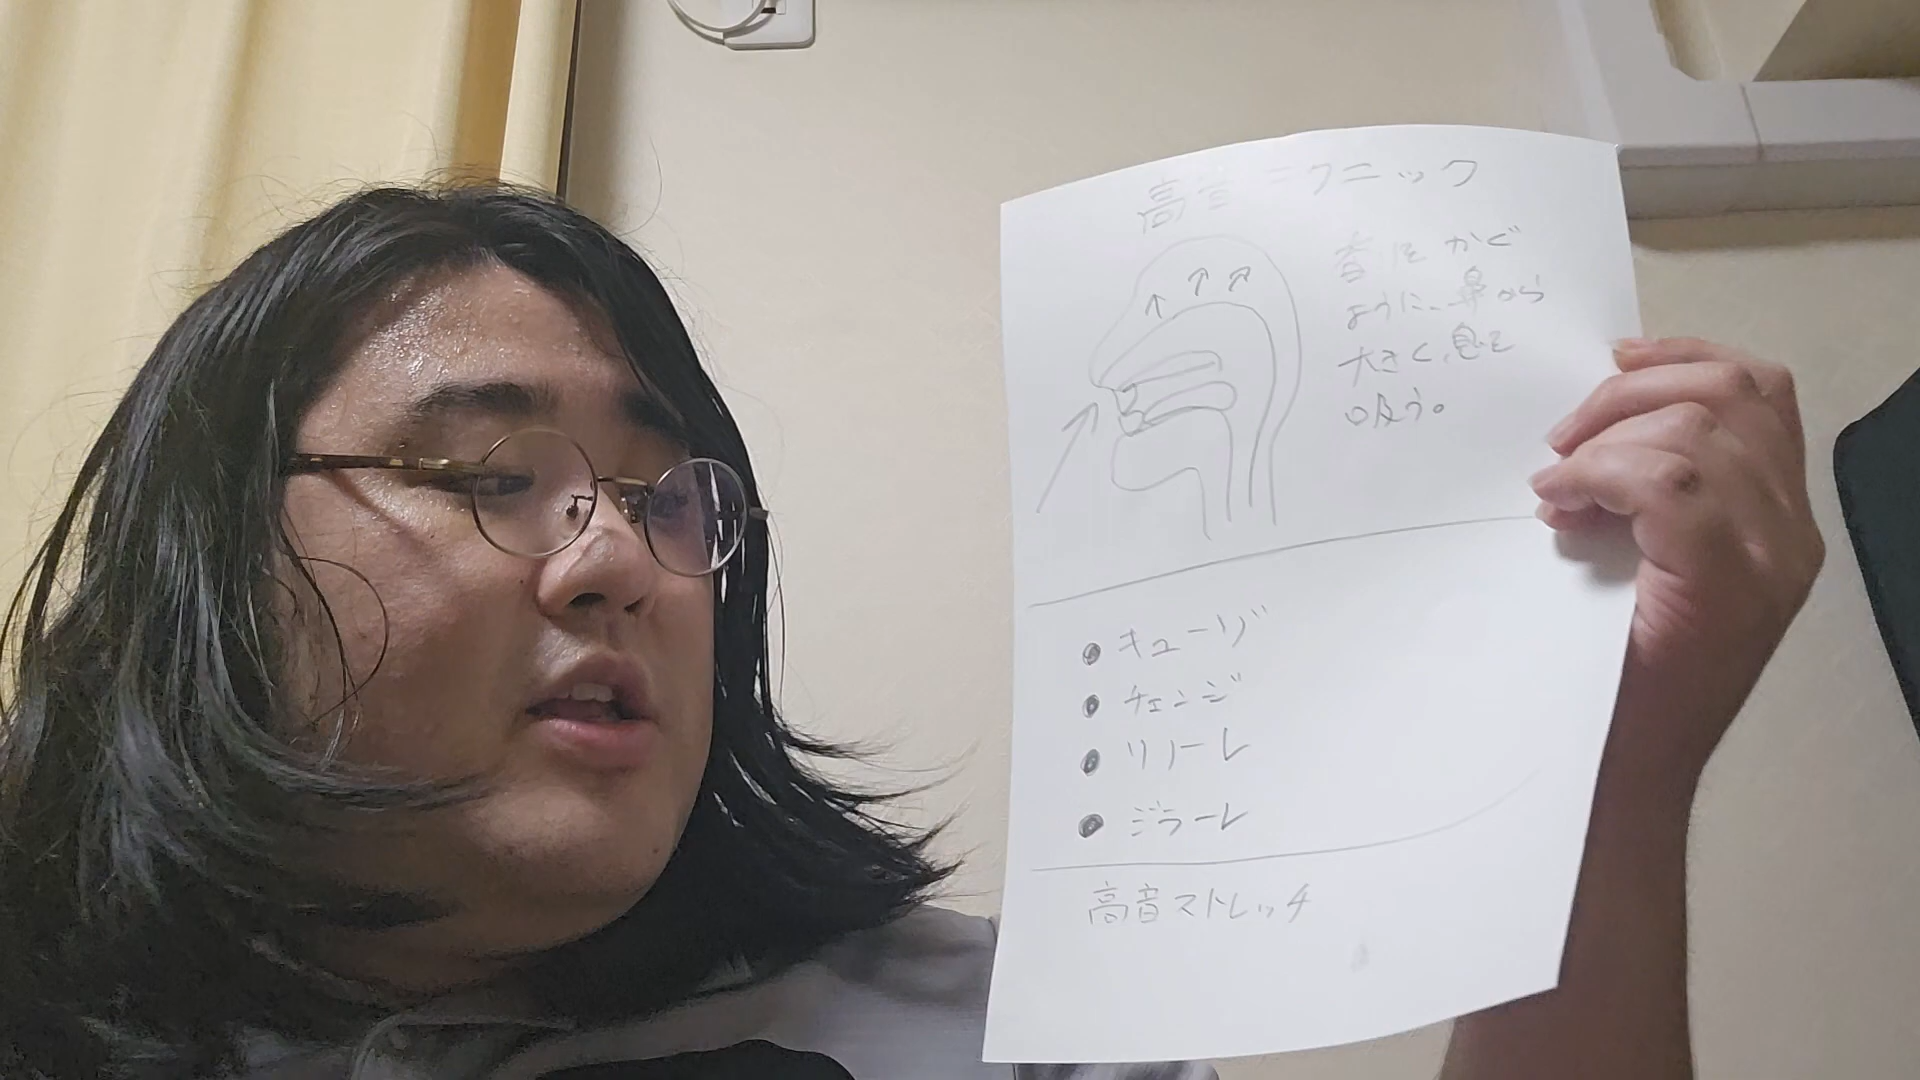 高音テクニック
香
をかぐ
ように、鼻から
大きく、息を
吸う。
キューゾ
チェンジ
リノーレ
ジラーレ
高音ストレッチ